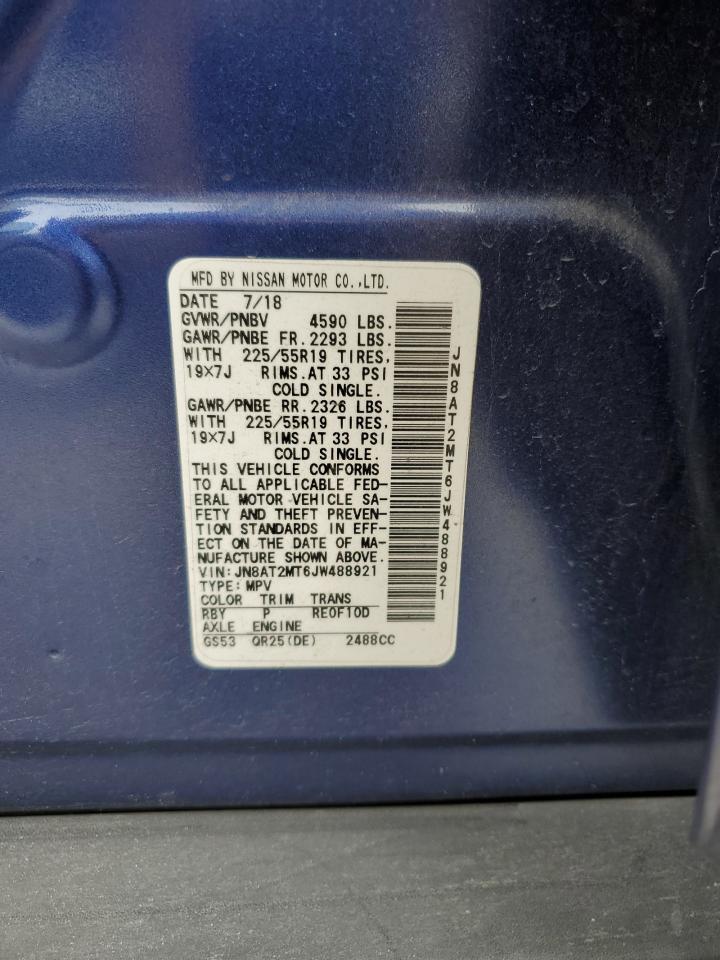 MFD BY NISSAN MOTOR CO.,LTD.
DATE 7/18
GVWR/PNBV 4590 LBS.
GAWR/PNBE FR. 2293 LBS.
WITH 225/55R19 TIRES,
19X7J RIMS.AT 33 PSI
COLD SINGLE.
GAWR/PNBE RR. 2326 LBS.
WITH 225/55R19 TIRES,
19X7J RIMS.AT 33 PSI
COLD SINGLE.
THIS VEHICLE CONFORMS
TO ALL APPLICABLE FED-
ERAL MOTOR VEHICLE SA-
FETY AND THEFT PREVEN-
TION STANDARDS IN EFF-
ECT ON THE DATE OF MA-
NUFACTURE SHOWN ABOVE.
VIN:JN8AT2MT6JW488921
TYPE:MPV
COLOR TRIM TRANS
RBY P RE0F10D
AXLE ENGINE
GS53 QR25(DE) 2488CC
JN8AT2MT6JW488921